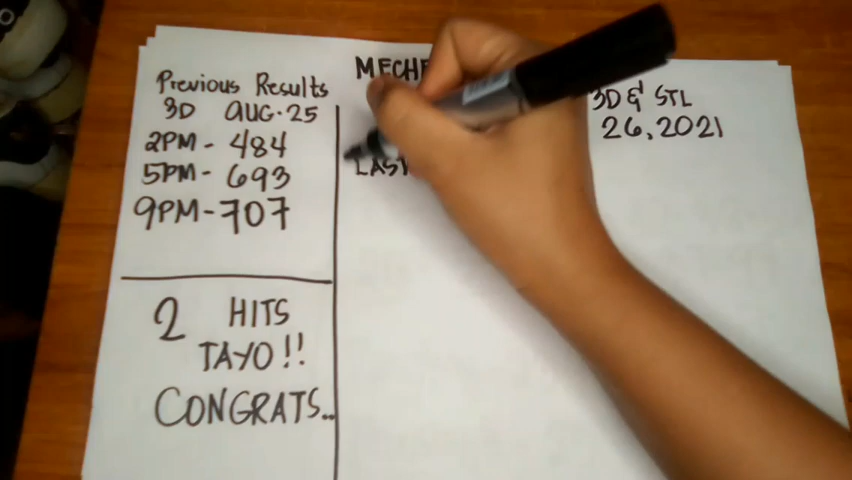 Previous Results
3D AUG.25
2PM - 484
5PM - 693
9PM - 707
2 HITS
TAYO!!
CONGRATS..
3D & STL
26, 2021